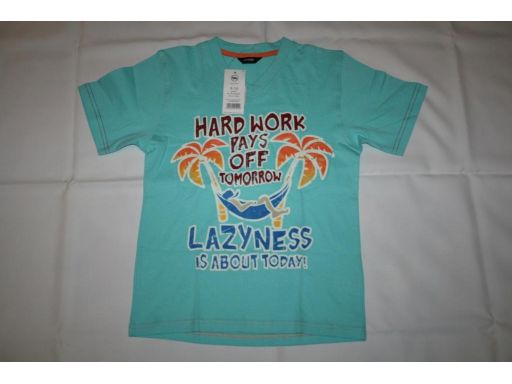 HARD WORK
PAYS
OFF
TOMORROW
LAZYNESS
IS ABOUT TODAY!